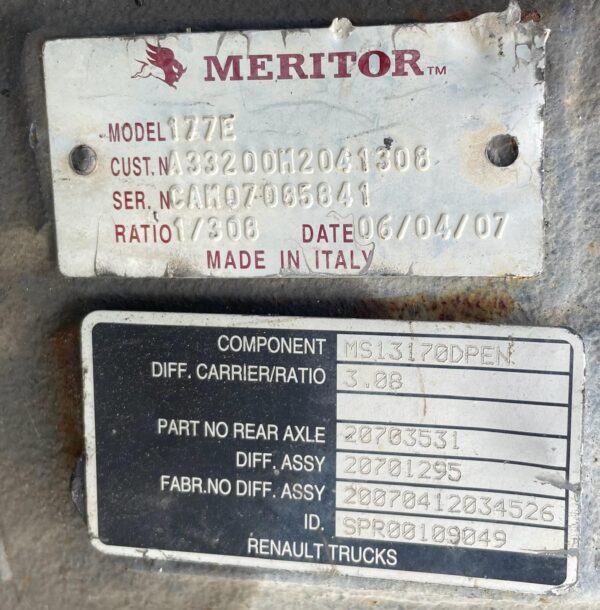 MERITOR™
MODEL 177E
CUST.N A33200M2041308
SER. N CAM07085841
RATIO 1/308 DATE 06/04/07
MADE IN ITALY
COMPONENT MS13170DPEN
DIFF. CARRIER/RATIO 3.08
PART NO REAR AXLE 20703531
DIFF. ASSY 20701295
FABR.NO DIFF. ASSY 20070412034526
ID. SPR00109049
RENAULT TRUCKS